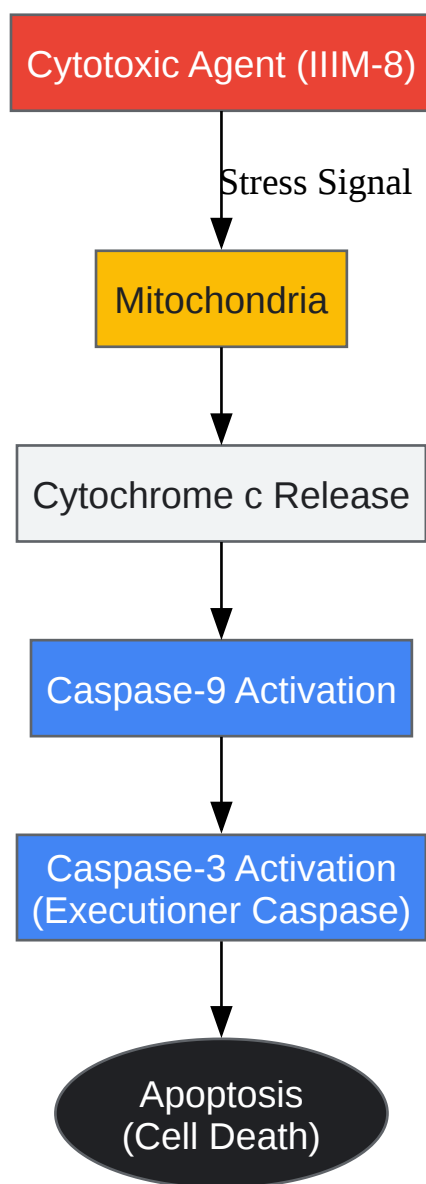 Cytotoxic Agent (IIIM-8)
Stress Signal
Mitochondria
Cytochrome c Release
Caspase-9 Activation
Caspase-3 Activation
(Executioner Caspase)
Apoptosis
(Cell Death)